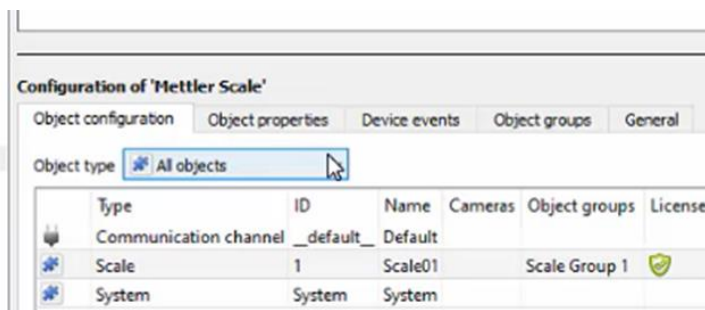 Configuration of 'Mettler Scale'
Object configuration Object properties Device events Object groups General
Object type All objects
Type ID Name Cameras Object groups License
Communication channel __default__ Default
Scale 1 Scale01 Scale Group 1
System System System